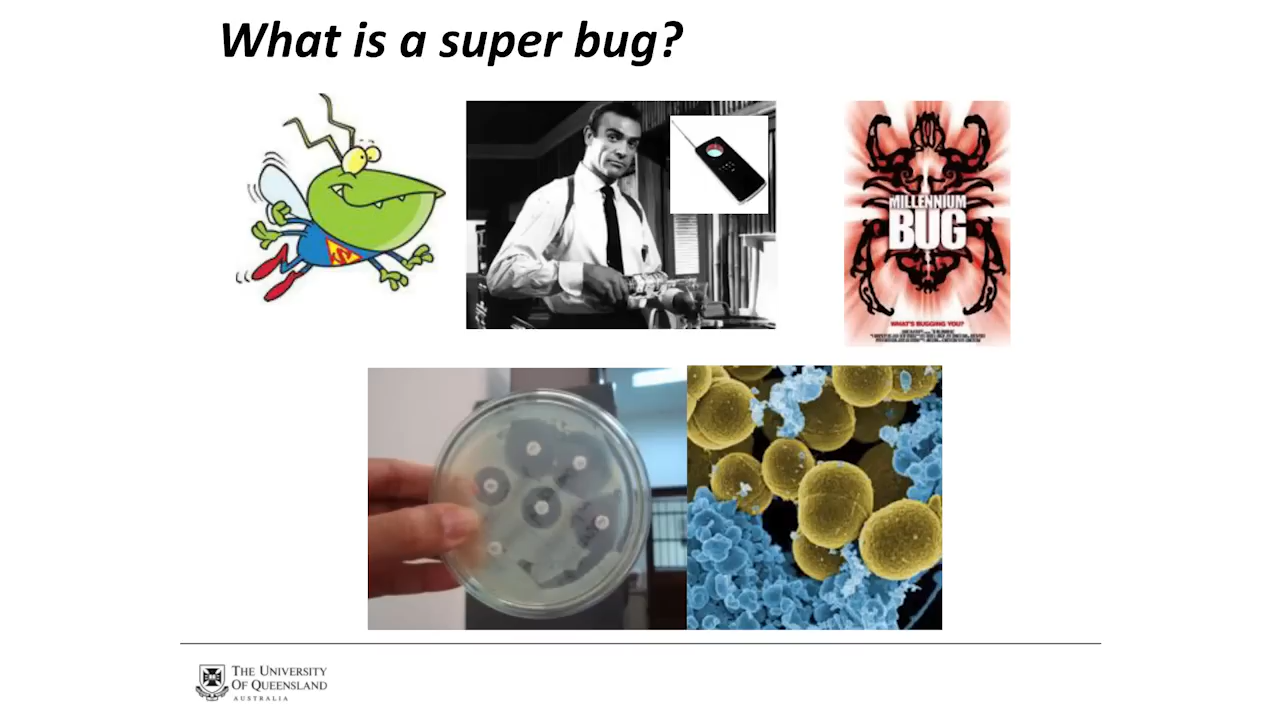 What is a super bug?
MILLENNIUM
BUG
WHAT'S BUGGING YOU?
THE UNIVERSITY
OF QUEENSLAND
AUSTRALIA